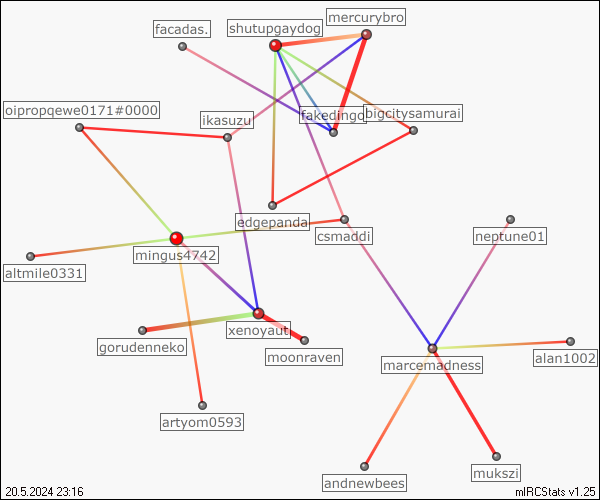 mercurybro
shutupgaydog
facadas.
oipropqewe0171#0000
ikasuzu
fakedingo
bigcitysamurai
edgepanda
csmaddi
neptune01
mingus4742
altmile0331
xenoyaut
gorudenneko
moonraven
alan1002
marcemadness
artyom0593
andnewbees
mukszi
20.5.2024 23:16
mIRCStats v1.25